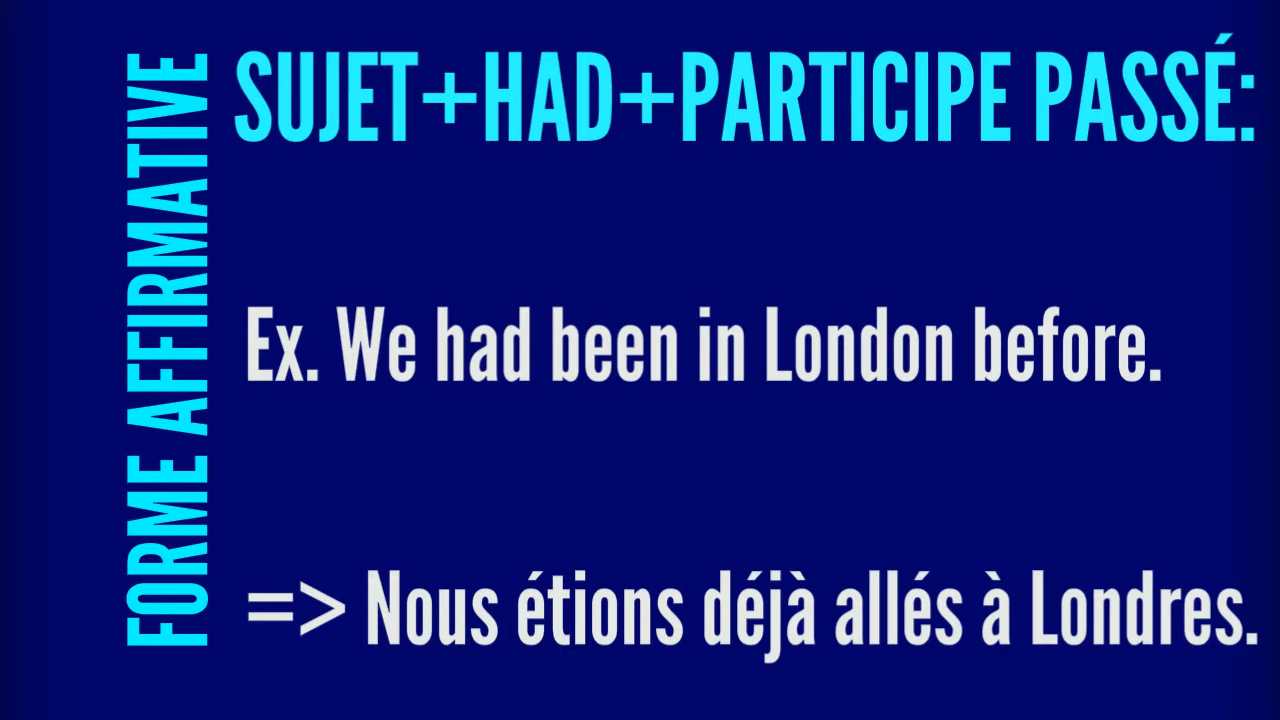 FORME AFFIRMATIVE
SUJET+HAD+PARTICIPE PASSÉ:
Ex. We had been in London before.
=> Nous étions déjà allés à Londres.